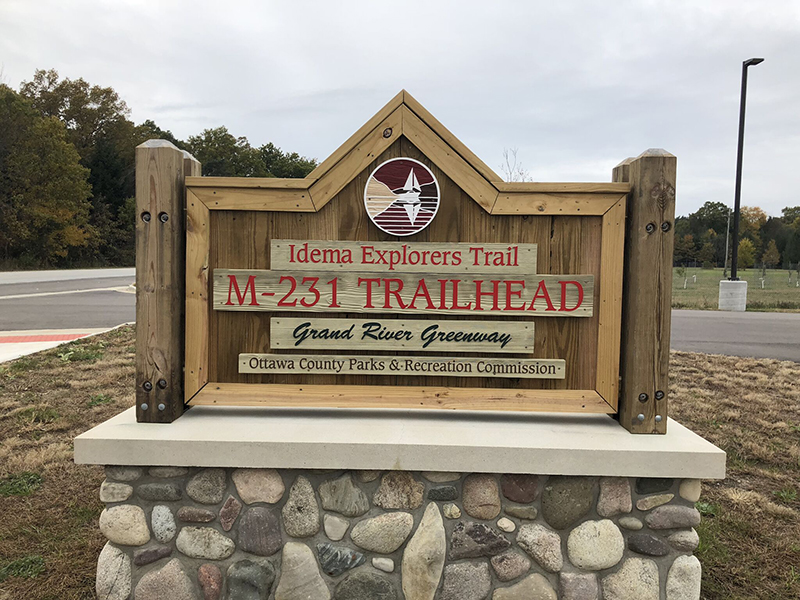 Idema Explorers Trail
M-231 TRAILHEAD
Grand River Greenway
Ottawa County Parks & Recreation Commission